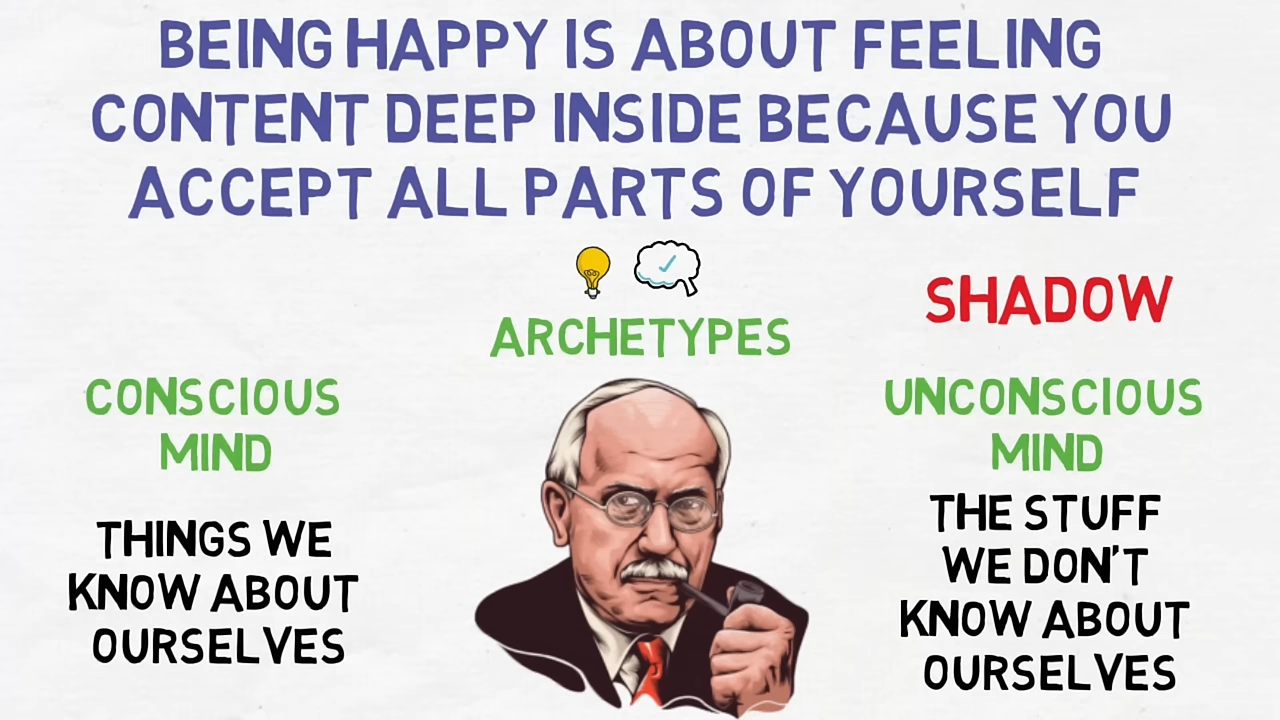 BEING HAPPY IS ABOUT FEELING
CONTENT DEEP INSIDE BECAUSE YOU
ACCEPT ALL PARTS OF YOURSELF
SHADOW
ARCHETYPES
CONSCIOUS
MIND
THINGS WE
KNOW ABOUT
OURSELVES
UNCONSCIOUS
MIND
THE STUFF
WE DON'T
KNOW ABOUT
OURSELVES